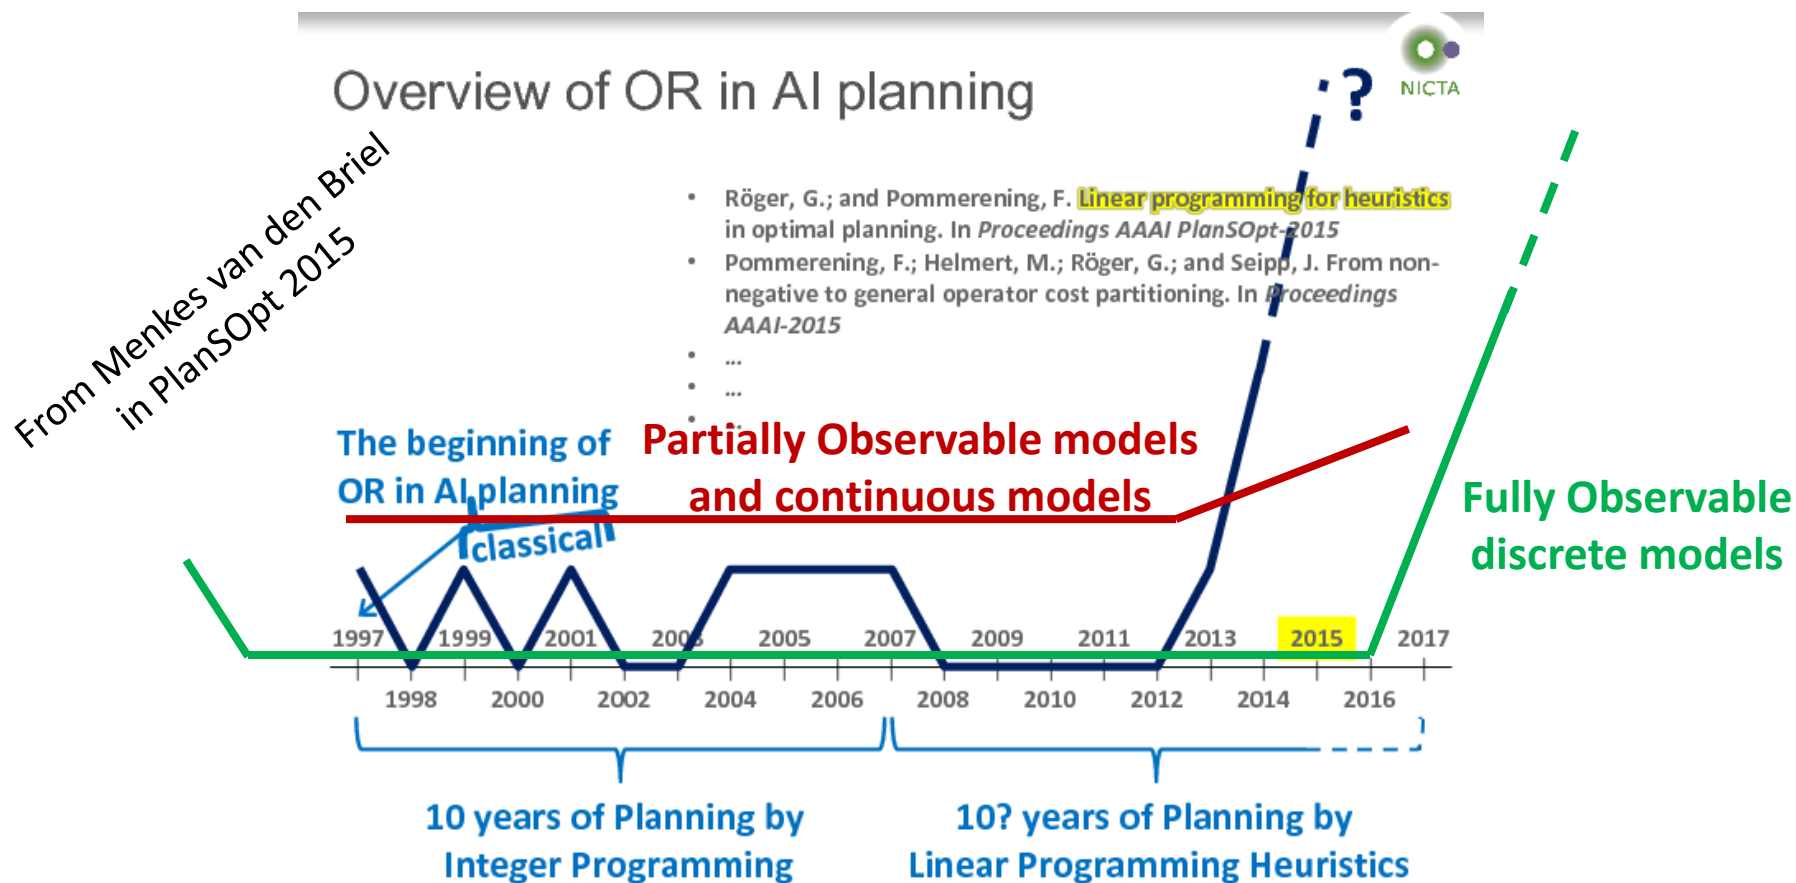 NICTA
Overview of OR in AI planning
?
From Menkes van den Briel
in PlanSOpt 2015
• Röger, G.; and Pommerening, F. Linear programming for heuristics
in optimal planning. In Proceedings AAAI PlanSOpt-2015
• Pommerening, F.; Helmert, M.; Röger, G.; and Seipp, J. From non-
negative to general operator cost partitioning. In Proceedings
AAAI-2015
• ...
• ...
• ...
The beginning of
OR in AI planning
classical
Partially Observable models
and continuous models
Fully Observable
discrete models
1997 1999 2001 2003 2005 2007 2009 2011 2013 2015 2017
1998 2000 2002 2004 2006 2008 2010 2012 2014 2016
10 years of Planning by
Integer Programming
10? years of Planning by
Linear Programming Heuristics